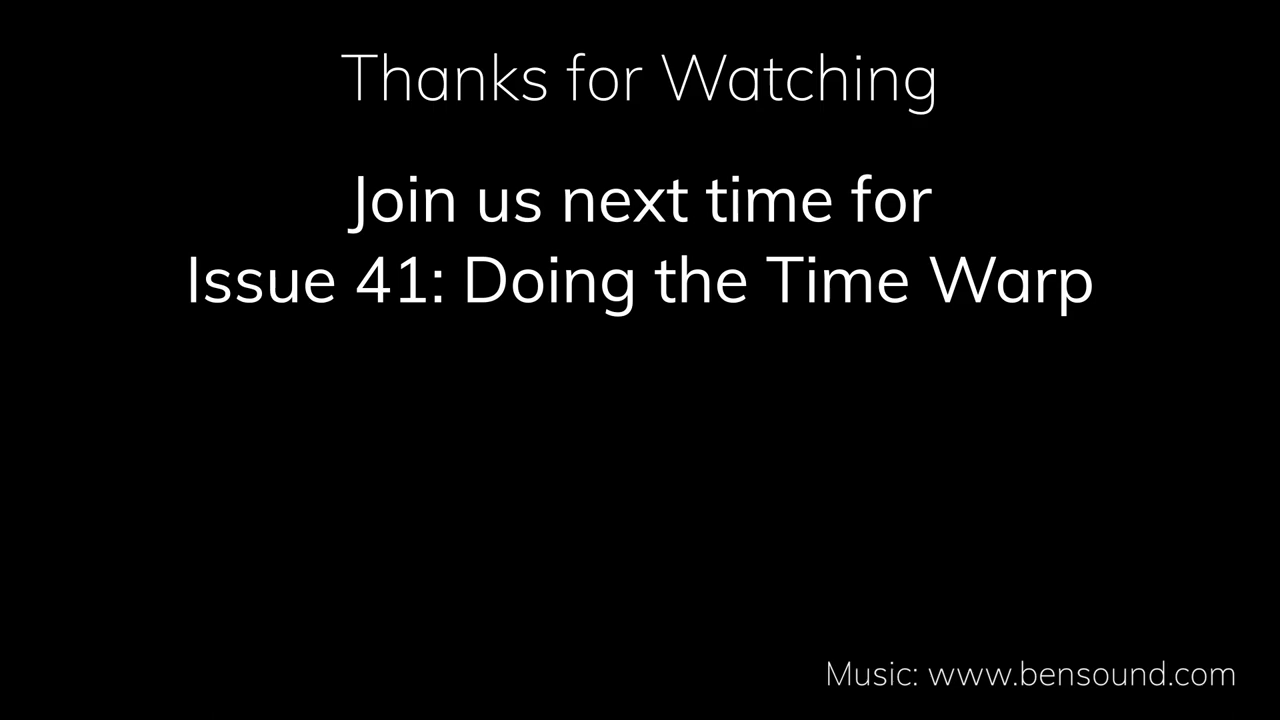 Thanks for Watching
Join us next time for
Issue 41: Doing the Time Warp
Music: www.bensound.com